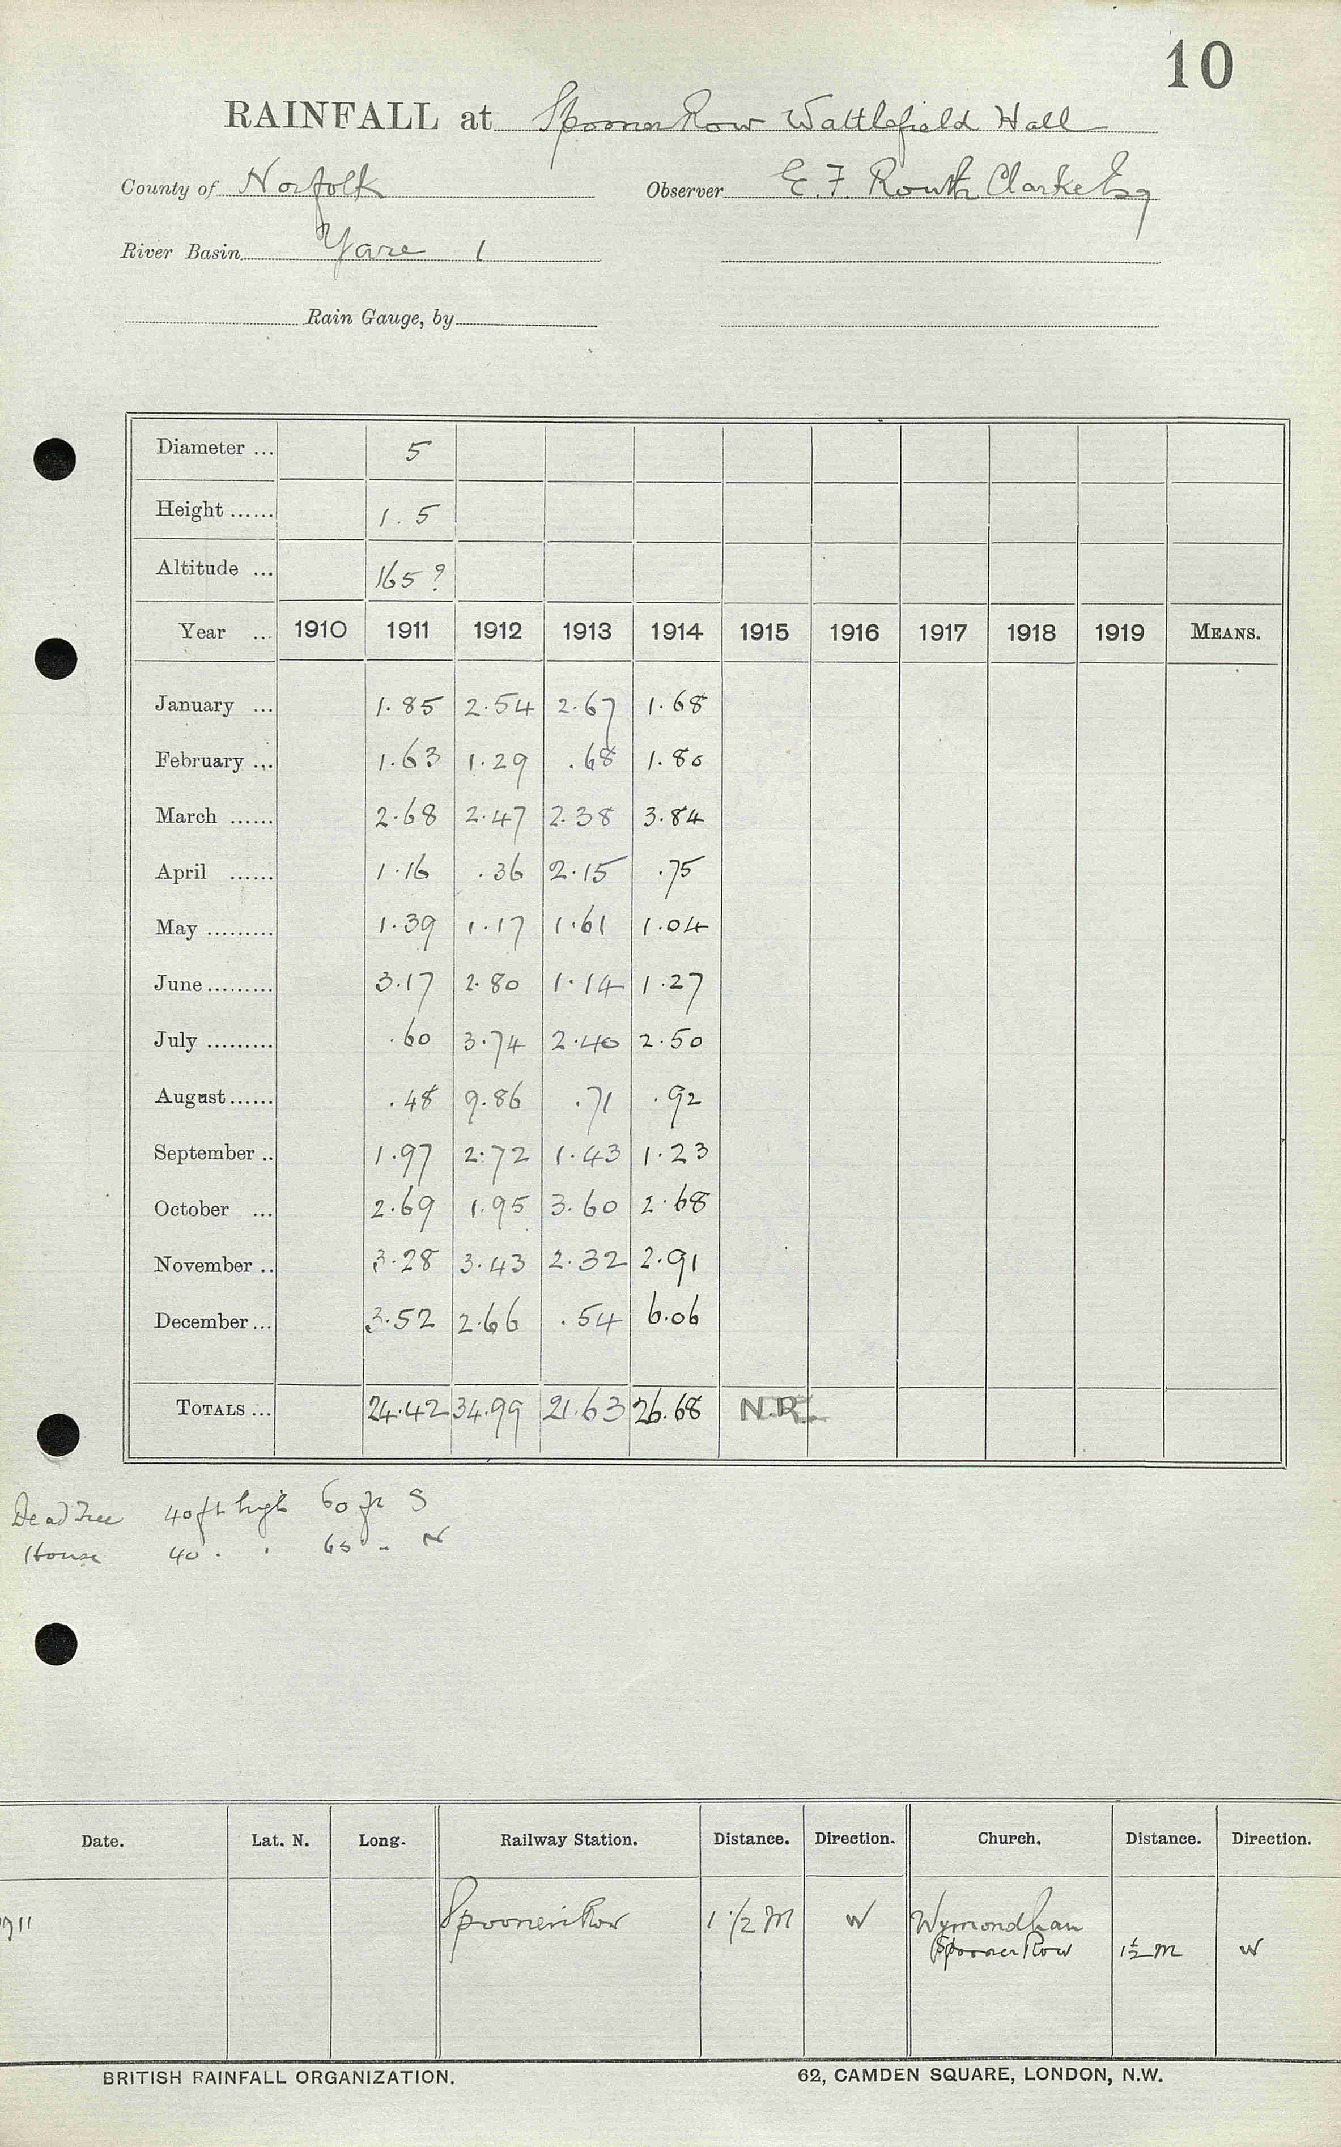 10
RAINFALL at Spooner Row Wattlefield Hall
County of Norfolk Observer E. F. Routh Clarke Esq
River Basin Yare 1
Rain Gauge, by
Diameter ... 5
Height ...... 1.5
Altitude ... 165?
Year ... 1910 1911 1912 1913 1914 1915 1916 1917 1918 1919 MEANS.
January ... 1.85 2.54 2.67 1.68
February ... 1.63 1.29 .68 1.80
March ...... 2.68 2.47 2.38 3.84
April ...... 1.16 .36 2.15 .75
May ......... 1.39 1.17 1.61 1.04
June ......... 3.17 2.80 1.14 1.27
July ......... .60 3.74 2.40 2.50
August ...... .48 9.86 .71 .92
September .. 1.97 2.72 1.43 1.23
October ... 2.69 1.95 3.60 2.68
November .. 3.28 3.43 2.32 2.91
December ... 3.52 2.66 .54 6.06
TOTALS ... 24.42 34.99 21.63 26.68 N.R.
Dead Tree 40 ft high 60 ft S
House 40 . . 65 .. N
Date. Lat. N. Long. Railway Station. Distance. Direction. Church. Distance. Direction.
1911 Spooner Row 1 1/2 M W Wymondham
Spooner Row 1½ M W
BRITISH RAINFALL ORGANIZATION. 62, CAMDEN SQUARE, LONDON, N.W.